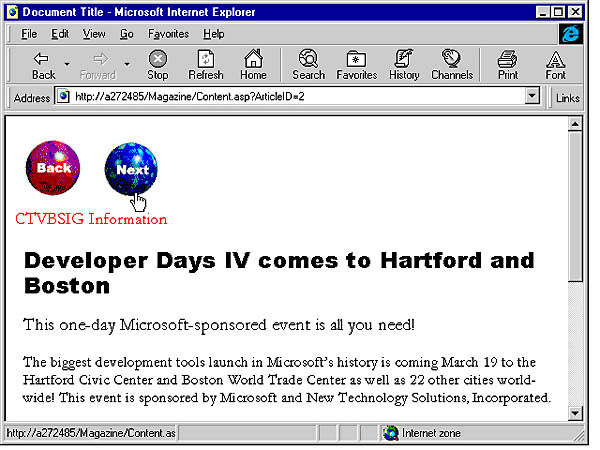 Document Title - Microsoft Internet Explorer
File Edit View Go Favorites Help
Back Forward Stop Refresh Home Search Favorites History Channels Print Font
Address http://a272485/Magazine/Content.asp?ArticleID=2 Links
Back Next
CTVBSIG Information
Developer Days IV comes to Hartford and
Boston
This one-day Microsoft-sponsored event is all you need!
The biggest development tools launch in Microsoft's history is coming March 19 to the
Hartford Civic Center and Boston World Trade Center as well as 22 other cities world-
wide! This event is sponsored by Microsoft and New Technology Solutions, Incorporated.
http://a272485/Magazine/Content.as Internet zone